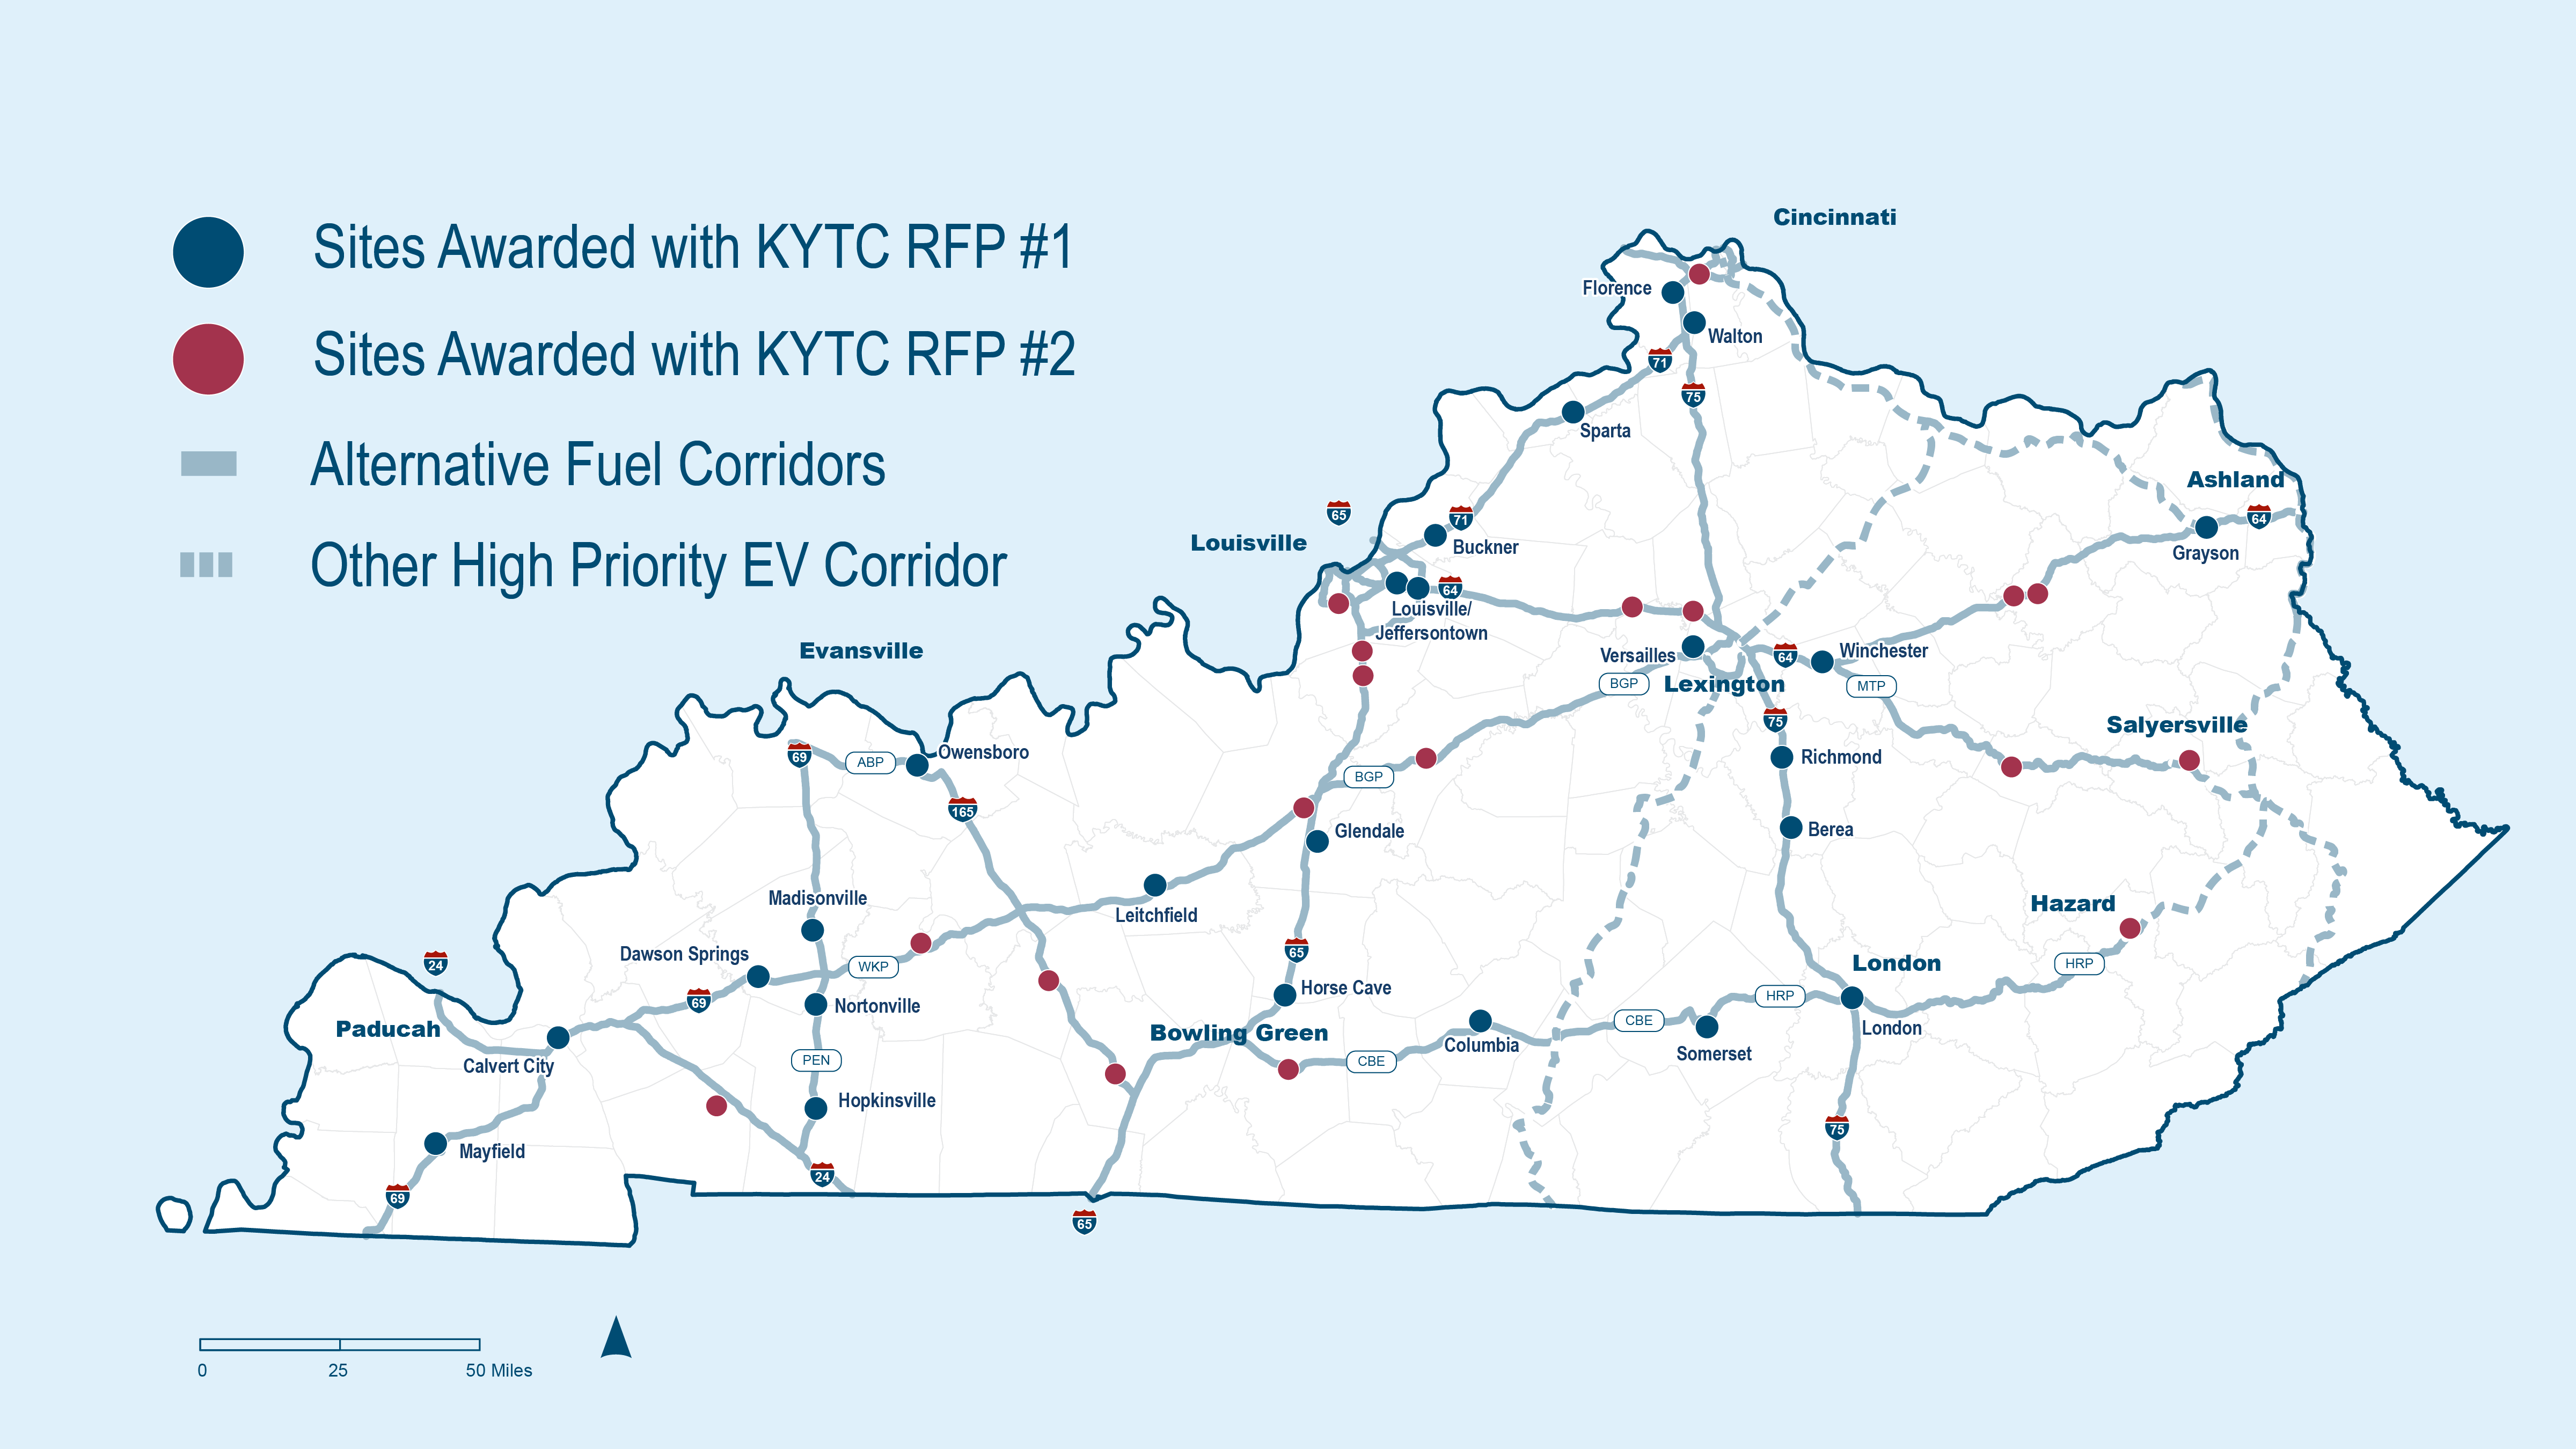 Sites Awarded with KYTC RFP #1
Sites Awarded with KYTC RFP #2
Alternative Fuel Corridors
Other High Priority EV Corridor
Cincinnati
Florence
Walton
71
75
Sparta
Ashland
65
71
64
Louisville
Buckner
Grayson
64
Louisville/
Jeffersontown
Evansville
Versailles
64
Winchester
BGP
Lexington
MTP
75
Salyersville
Owensboro
69
ABP
Richmond
BGP
165
Glendale
Berea
Madisonville
Leitchfield
Hazard
Dawson Springs
65
24
WKP
London
HRP
69
Horse Cave
HRP
Nortonville
CBE
Paducah
Bowling Green
London
Columbia
Somerset
Calvert City
PEN
CBE
Hopkinsville
75
Mayfield
24
69
65
0
25
50 Miles